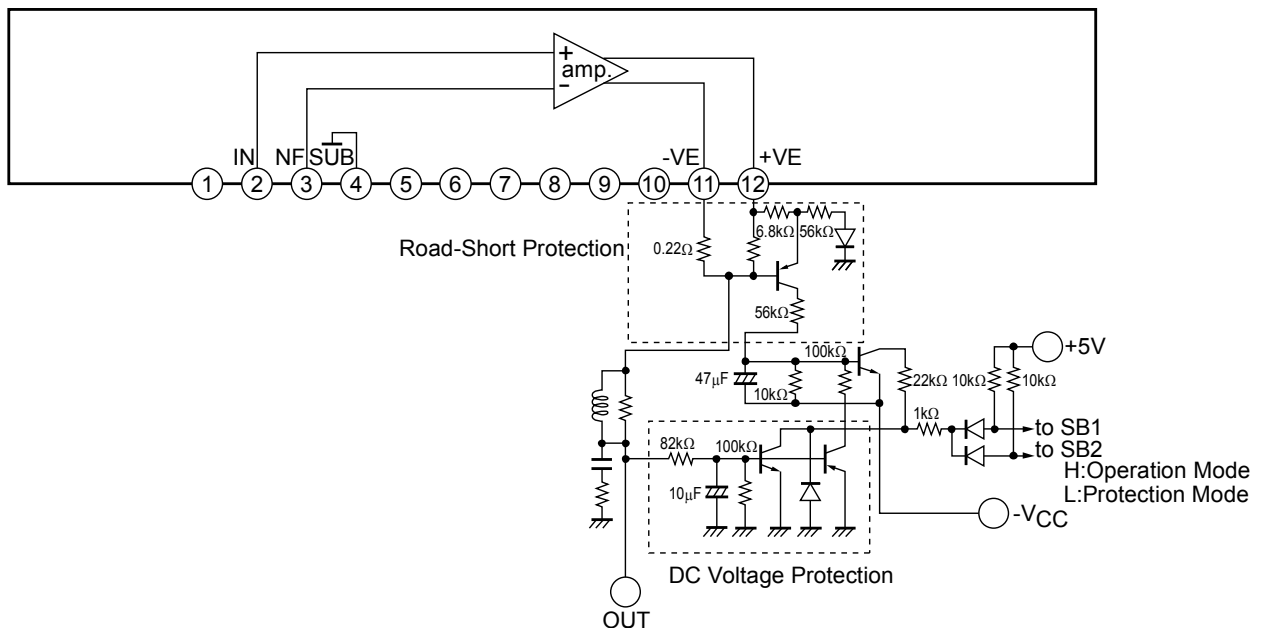 +
amp.
−
IN NF SUB -VE +VE
1 2 3 4 5 6 7 8 9 10 11 12
Road-Short Protection
0.22Ω
6.8kΩ 56kΩ
56kΩ
100kΩ
+5V
47μF
10kΩ
22kΩ 10kΩ 10kΩ
1kΩ
to SB1
to SB2
H:Operation Mode
L:Protection Mode
82kΩ
100kΩ
10μF
-VCC
DC Voltage Protection
OUT